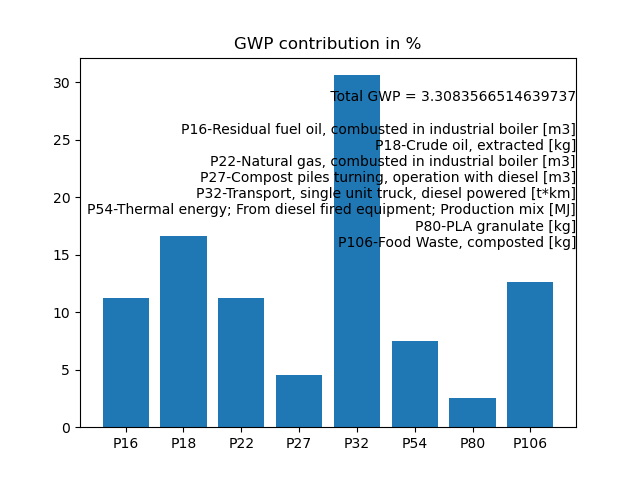 GWP contribution in %
30
25
20
15
10
5
0
Total GWP = 3.3083566514639737
P16-Residual fuel oil, combusted in industrial boiler [m3]
P18-Crude oil, extracted [kg]
P22-Natural gas, combusted in industrial boiler [m3]
P27-Compost piles turning, operation with diesel [m3]
P32-Transport, single unit truck, diesel powered [t*km]
P54-Thermal energy; From diesel fired equipment; Production mix [MJ]
P80-PLA granulate [kg]
P106-Food Waste, composted [kg]
P16 P18 P22 P27 P32 P54 P80 P106